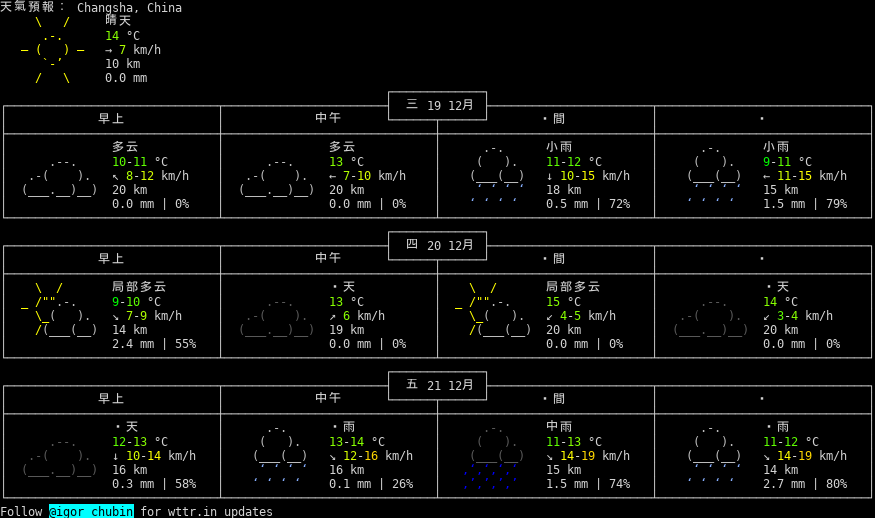 天氣預報： Changsha, China
晴天
14 °C
→ 7 km/h
10 km
0.0 mm
三 19 12月
早上 中午 ・間 ・
多云 多云 小雨 小雨
10-11 °C 13 °C 11-12 °C 9-11 °C
↖ 8-12 km/h ← 7-10 km/h ↓ 10-15 km/h ← 11-15 km/h
20 km 20 km 18 km 15 km
0.0 mm | 0% 0.0 mm | 0% 0.5 mm | 72% 1.5 mm | 79%
四 20 12月
早上 中午 ・間 ・
局部多云 ・天 局部多云 ・天
9-10 °C 13 °C 15 °C 14 °C
↘ 7-9 km/h ↗ 6 km/h ↙ 4-5 km/h ↙ 3-4 km/h
14 km 19 km 20 km 20 km
2.4 mm | 55% 0.0 mm | 0% 0.0 mm | 0% 0.0 mm | 0%
五 21 12月
早上 中午 ・間 ・
・天 ・雨 中雨 ・雨
12-13 °C 13-14 °C 11-13 °C 11-12 °C
↓ 10-14 km/h ↘ 12-16 km/h ↘ 14-19 km/h ↘ 14-19 km/h
16 km 16 km 15 km 14 km
0.3 mm | 58% 0.1 mm | 26% 1.5 mm | 74% 2.7 mm | 80%
Follow @igor_chubin for wttr.in updates